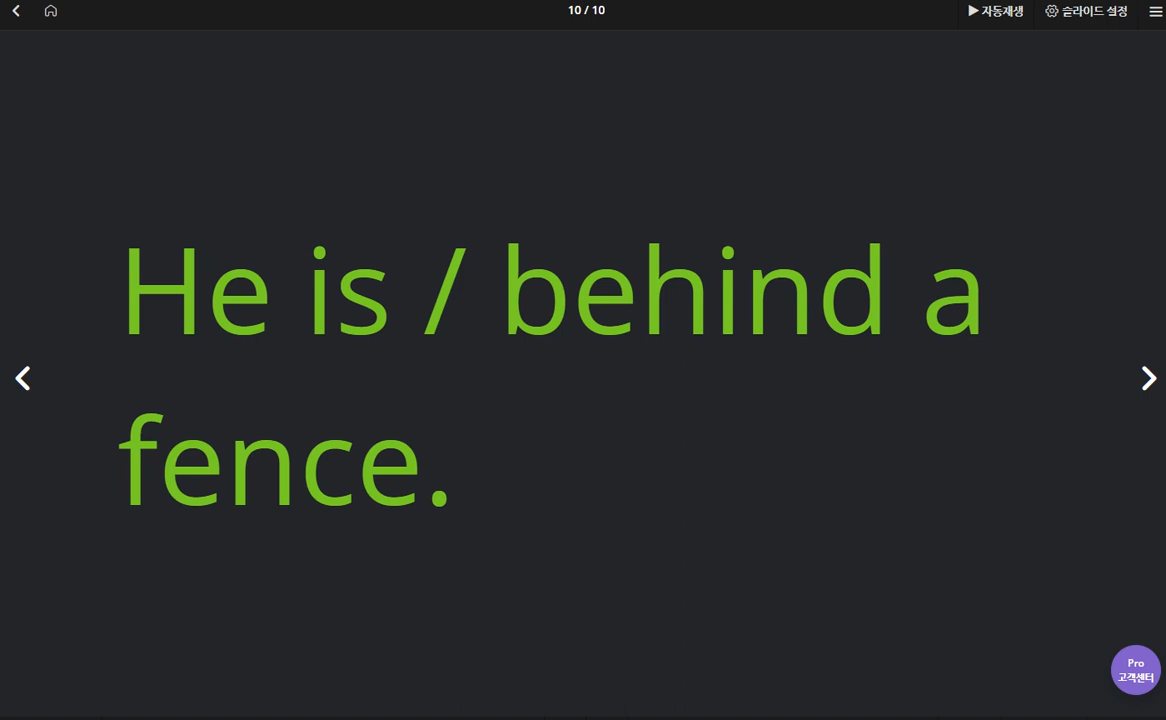 10 / 10
▶ 자동재생
슬라이드 설정
He is / behind a
fence.
Pro
고객센터